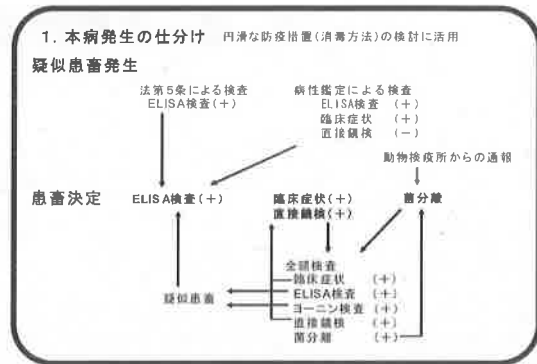 1. 本病発生の仕分け 円滑な防疫措置(消毒方法)の検討に活用
疑似患畜発生
法第5条による検査
ELISA検査(+)
病性鑑定による検査
ELISA検査 (+)
臨床症状 (+)
直接鏡検 (−)
動物検疫所からの通報
患畜決定 ELISA検査(+) 臨床症状(+) 菌分離
直接鏡検(+)
全頭検査
臨床症状 (+)
ELISA検査 (+)
ヨーニン検査(+)
直接鏡検 (+)
菌分離 (+)
疑似患畜